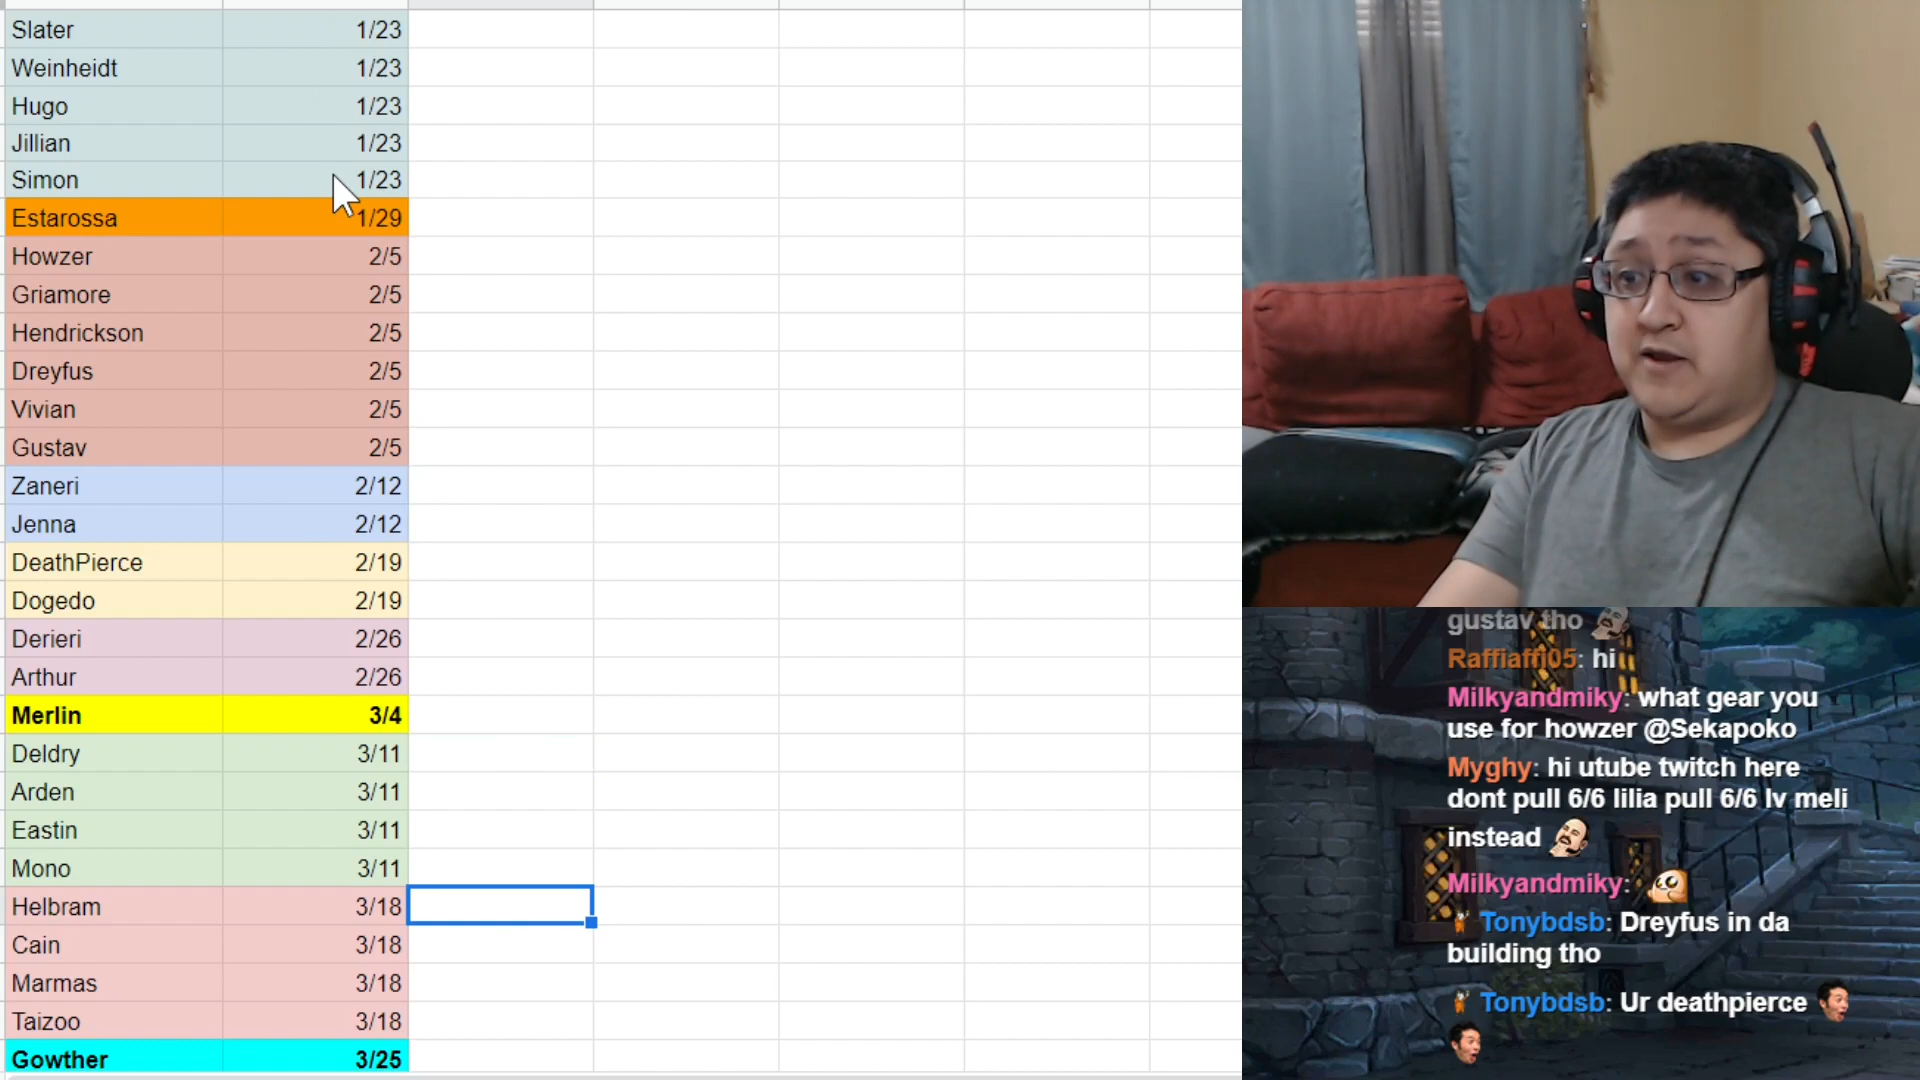 Slater 1/23
Weinheidt 1/23
Hugo 1/23
Jillian 1/23
Simon 1/23
Estarossa 1/29
Howzer 2/5
Griamore 2/5
Hendrickson 2/5
Dreyfus 2/5
Vivian 2/5
Gustav 2/5
Zaneri 2/12
Jenna 2/12
DeathPierce 2/19
Dogedo 2/19
Derieri 2/26
Arthur 2/26
Merlin 3/4
Deldry 3/11
Arden 3/11
Eastin 3/11
Mono 3/11
Helbram 3/18
Cain 3/18
Marmas 3/18
Taizoo 3/18
Gowther 3/25
gustav tho
Raffiaffi05: hi
Milkyandmiky: what gear you
use for howzer @Sekapoko
Myghy: hi utube twitch here
dont pull 6/6 lilia pull 6/6 lv meli
instead
Milkyandmiky:
Tonybdsb: Dreyfus in da
building tho
Tonybdsb: Ur deathpierce